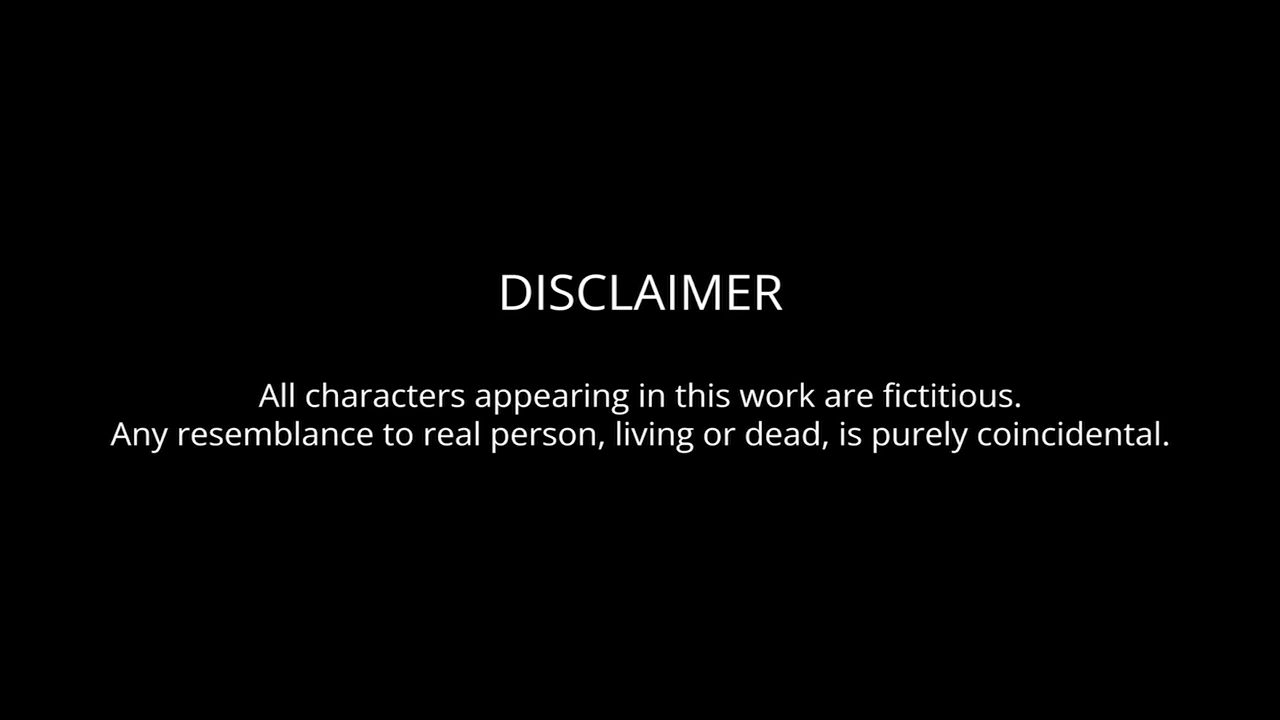 DISCLAIMER
All characters appearing in this work are fictitious.
Any resemblance to real person, living or dead, is purely coincidental.